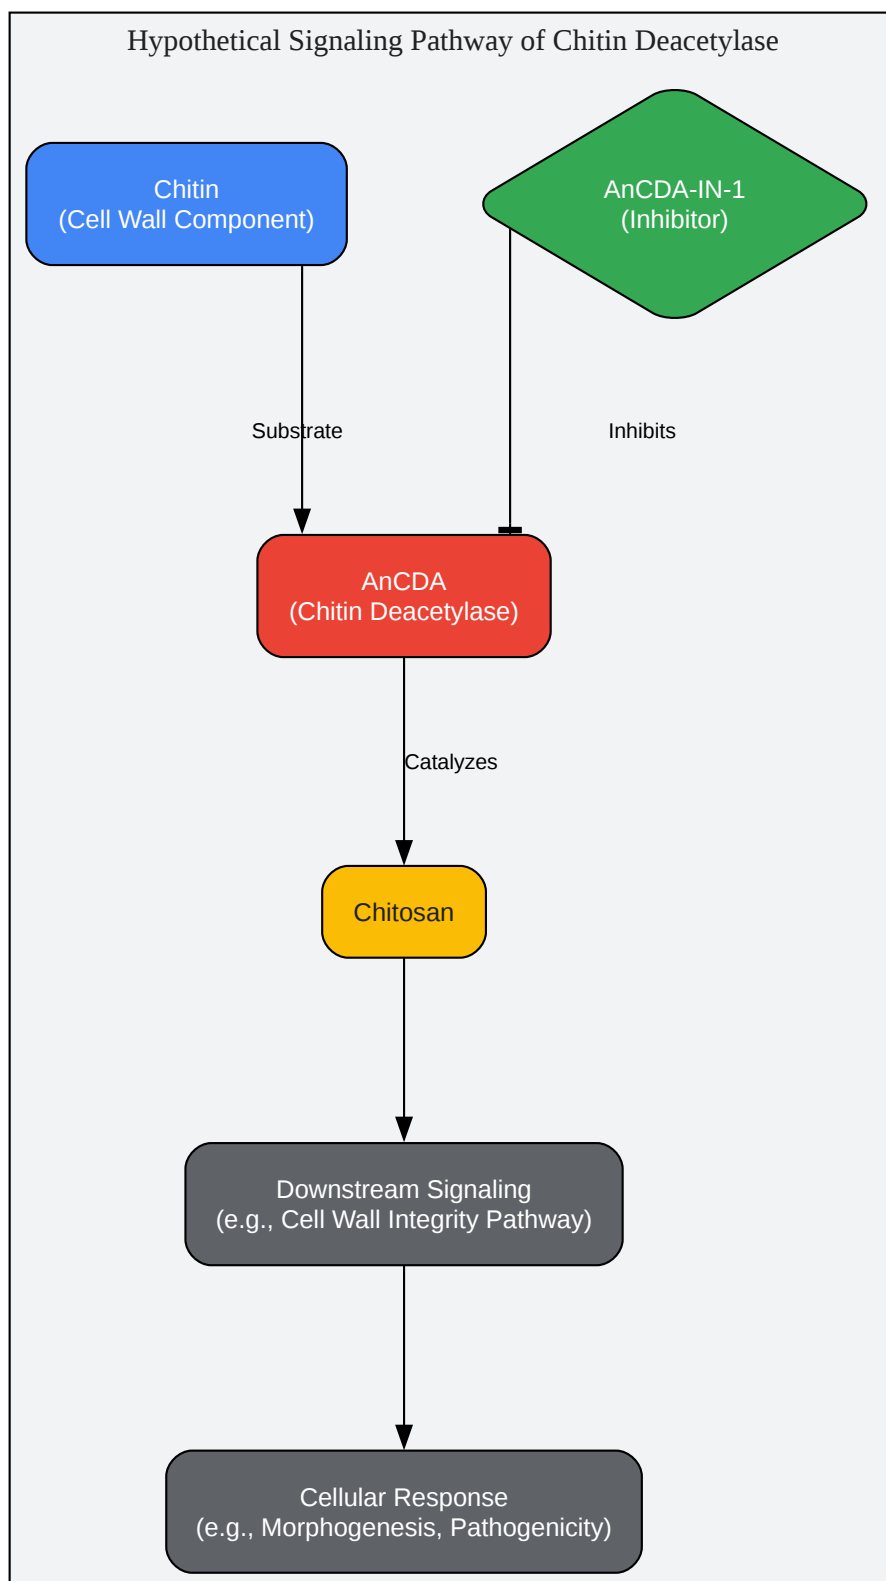 Hypothetical Signaling Pathway of Chitin Deacetylase
Chitin
(Cell Wall Component)
AnCDA-IN-1
(Inhibitor)
Substrate
Inhibits
AnCDA
(Chitin Deacetylase)
Catalyzes
Chitosan
Downstream Signaling
(e.g., Cell Wall Integrity Pathway)
Cellular Response
(e.g., Morphogenesis, Pathogenicity)